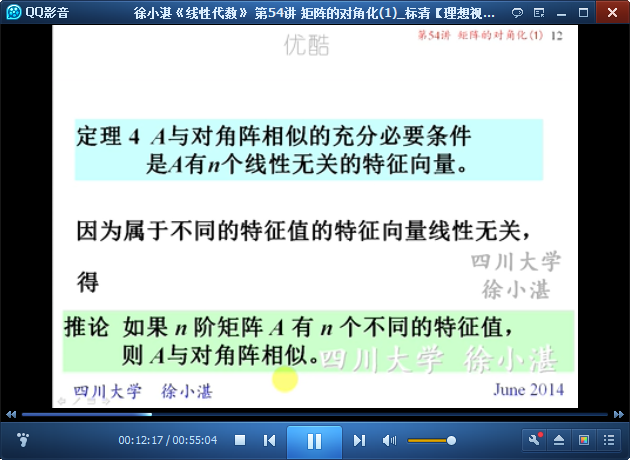 QQ影音
徐小湛《线性代数》 第54讲 矩阵的对角化(1)_标清【理想视...
优酷
第54讲 矩阵的对角化(1) 12
定理 4 A与对角阵相似的充分必要条件
是A有n个线性无关的特征向量。
因为属于不同的特征值的特征向量线性无关，
得
四川大学
徐小湛
推论 如果 n 阶矩阵 A 有 n 个不同的特征值，
则 A与对角阵相似。
四川大学 徐小湛
四川大学 徐小湛
June 2014
00:12:17 / 00:55:04